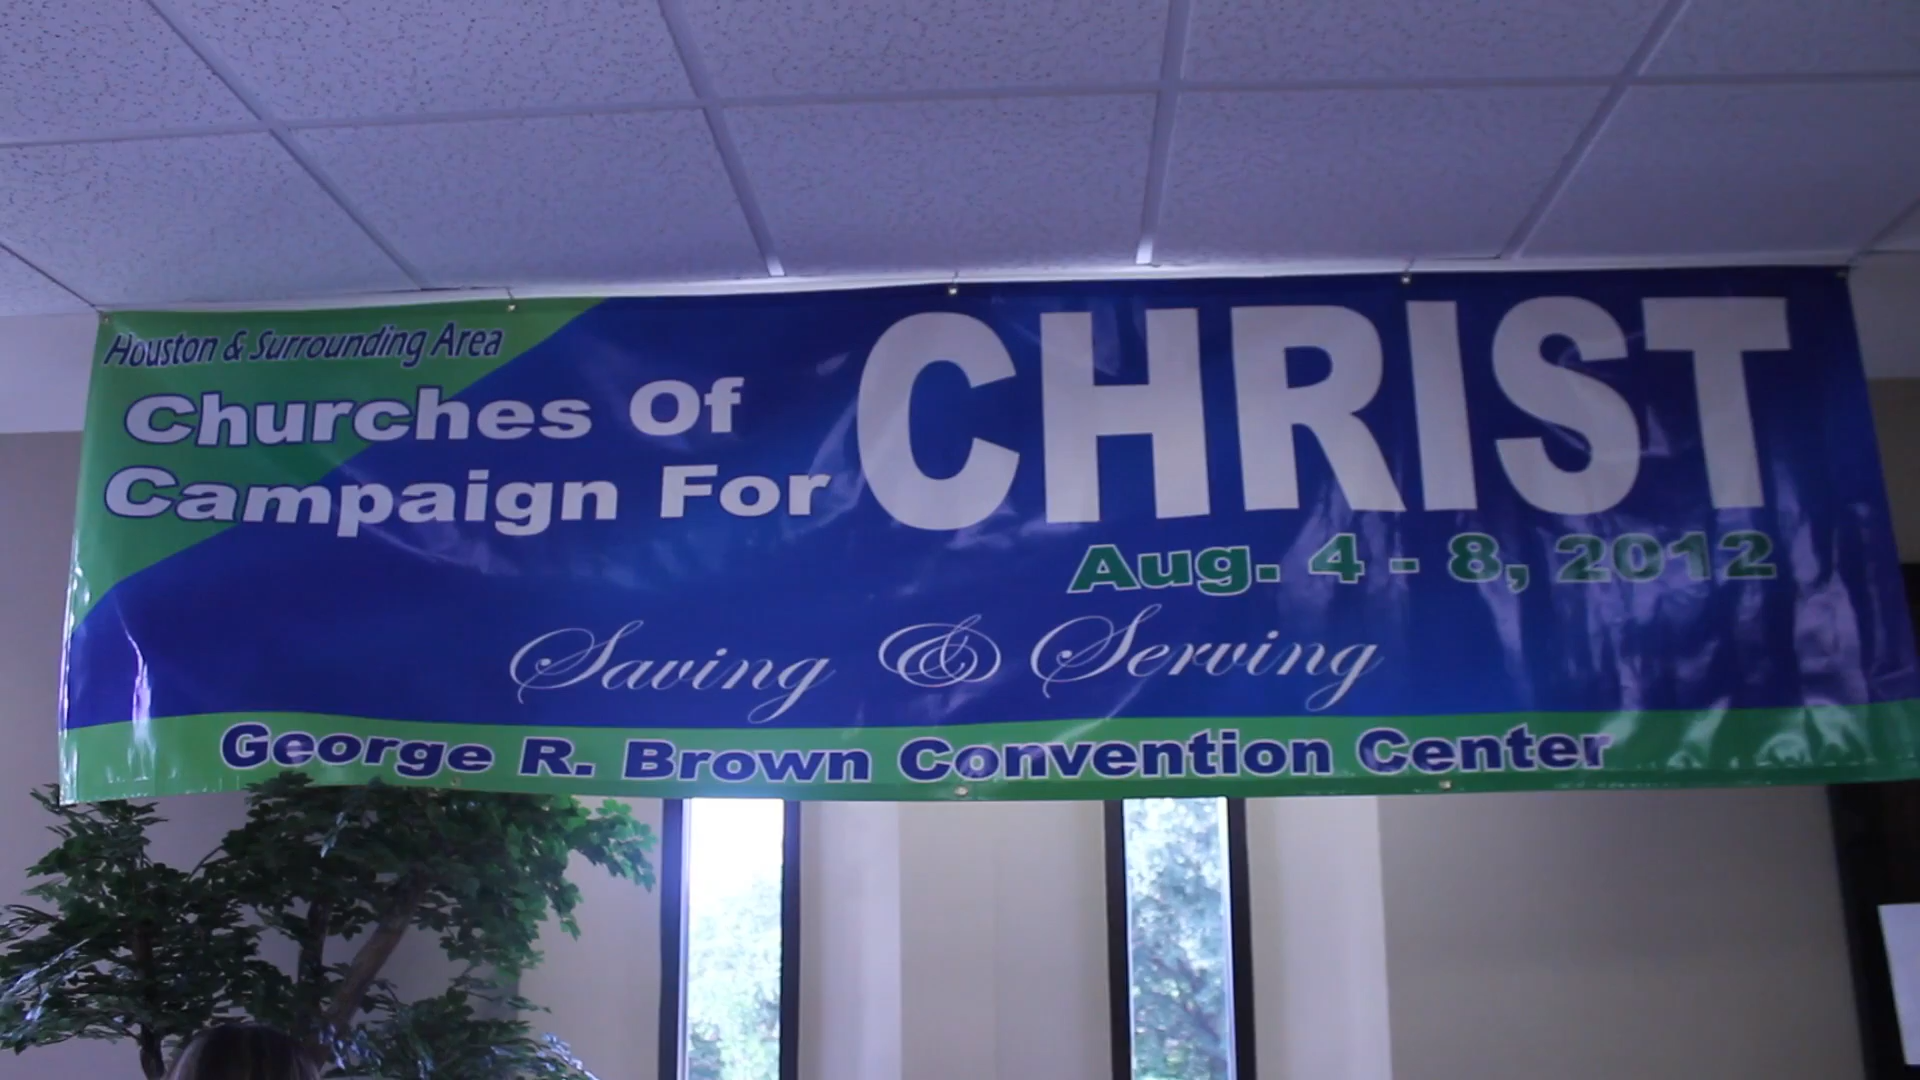 Houston & Surrounding Area
Churches Of
Campaign For
CHRIST
Aug. 4 - 8, 2012
Saving & Serving
George R. Brown Convention Center